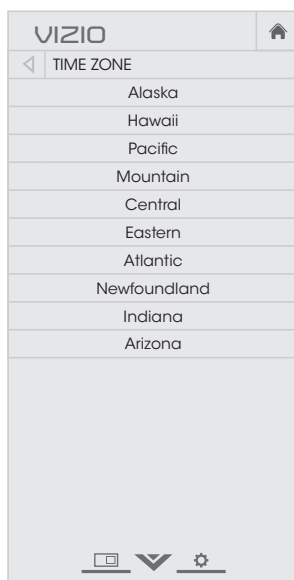 VIZIO
TIME ZONE
Alaska
Hawaii
Pacific
Mountain
Central
Eastern
Atlantic
Newfoundland
Indiana
Arizona